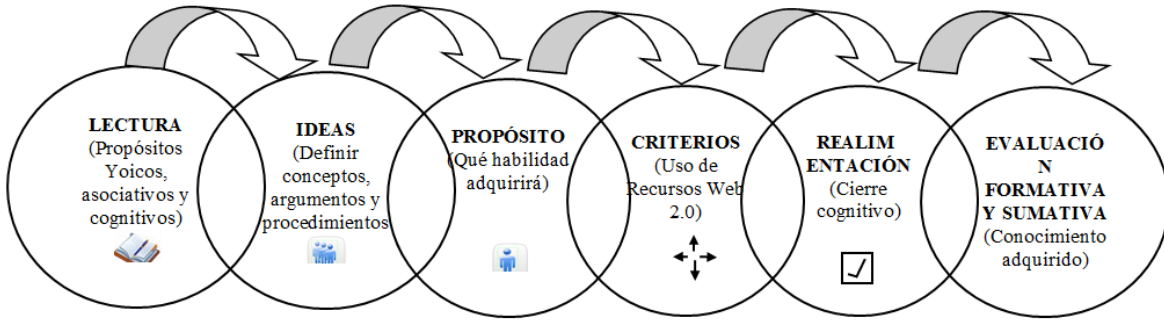 LECTURA
(Propósitos
Yoicos,
asociativos y
cognitivos)
IDEAS
(Definir
conceptos,
argumentos y
procedimientos
PROPÓSITO
(Qué habilidad
adquirirá)
CRITERIOS
(Uso de
Recursos Web
2.0)
REALIM
ENTACIÓN
(Cierre
cognitivo)
EVALUACIÓ
N
FORMATIVA
Y SUMATIVA
(Conocimiento
adquirido)